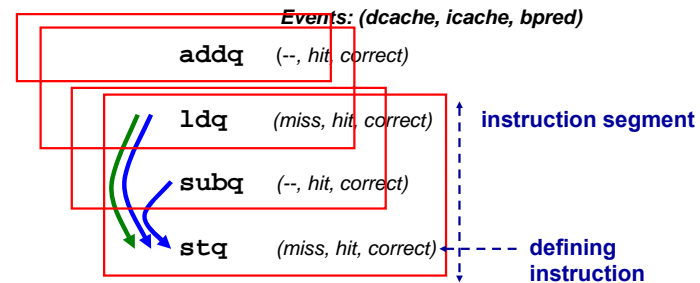 Events: (dcache, icache, bpred)
addq (--, hit, correct)
ldq (miss, hit, correct) instruction segment
subq (--, hit, correct)
stq (miss, hit, correct) defining
instruction